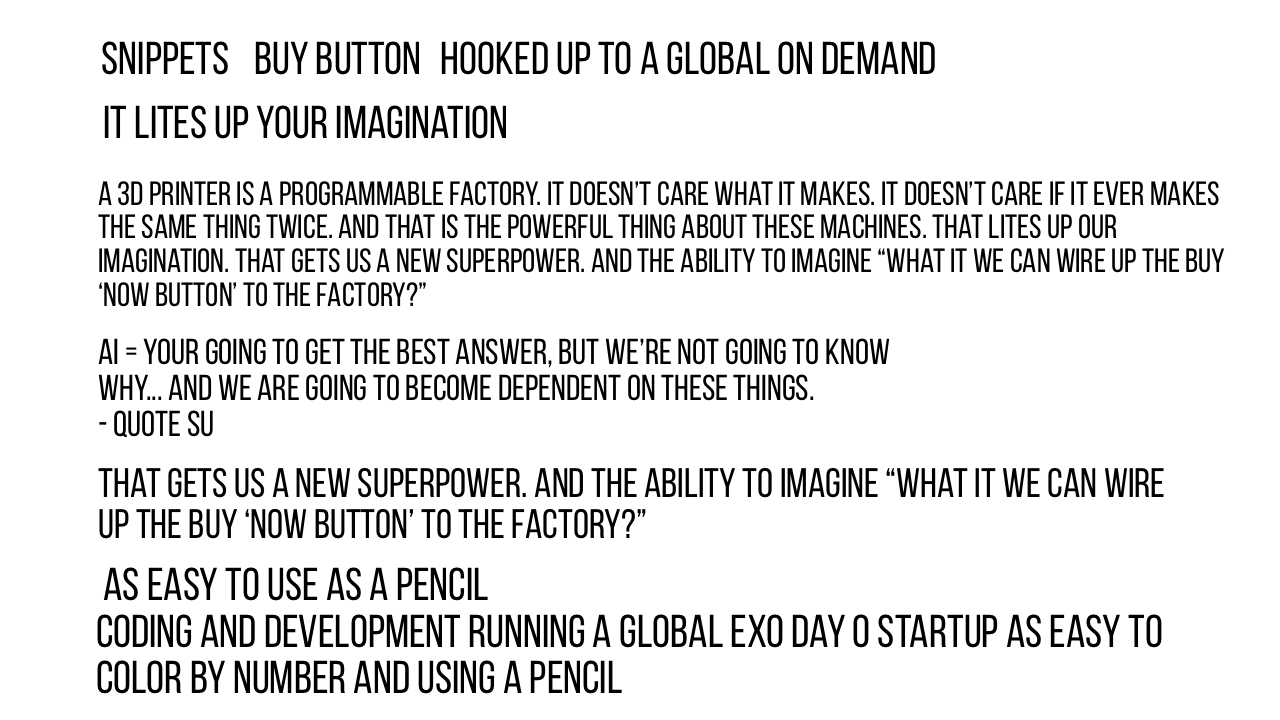 SNIPPETS BUY BUTTON HOOKED UP TO A GLOBAL ON DEMAND
IT LITES UP YOUR IMAGINATION
A 3D PRINTER IS A PROGRAMMABLE FACTORY. IT DOESN’T CARE WHAT IT MAKES. IT DOESN’T CARE IF IT EVER MAKES
THE SAME THING TWICE. AND THAT IS THE POWERFUL THING ABOUT THESE MACHINES. THAT LITES UP OUR
IMAGINATION. THAT GETS US A NEW SUPERPOWER. AND THE ABILITY TO IMAGINE “WHAT IT WE CAN WIRE UP THE BUY
‘NOW BUTTON’ TO THE FACTORY?”
AI = YOUR GOING TO GET THE BEST ANSWER, BUT WE’RE NOT GOING TO KNOW
WHY... AND WE ARE GOING TO BECOME DEPENDENT ON THESE THINGS.
- QUOTE SU
THAT GETS US A NEW SUPERPOWER. AND THE ABILITY TO IMAGINE “WHAT IT WE CAN WIRE
UP THE BUY ‘NOW BUTTON’ TO THE FACTORY?”
AS EASY TO USE AS A PENCIL
CODING AND DEVELOPMENT RUNNING A GLOBAL EXO DAY O STARTUP AS EASY TO
COLOR BY NUMBER AND USING A PENCIL